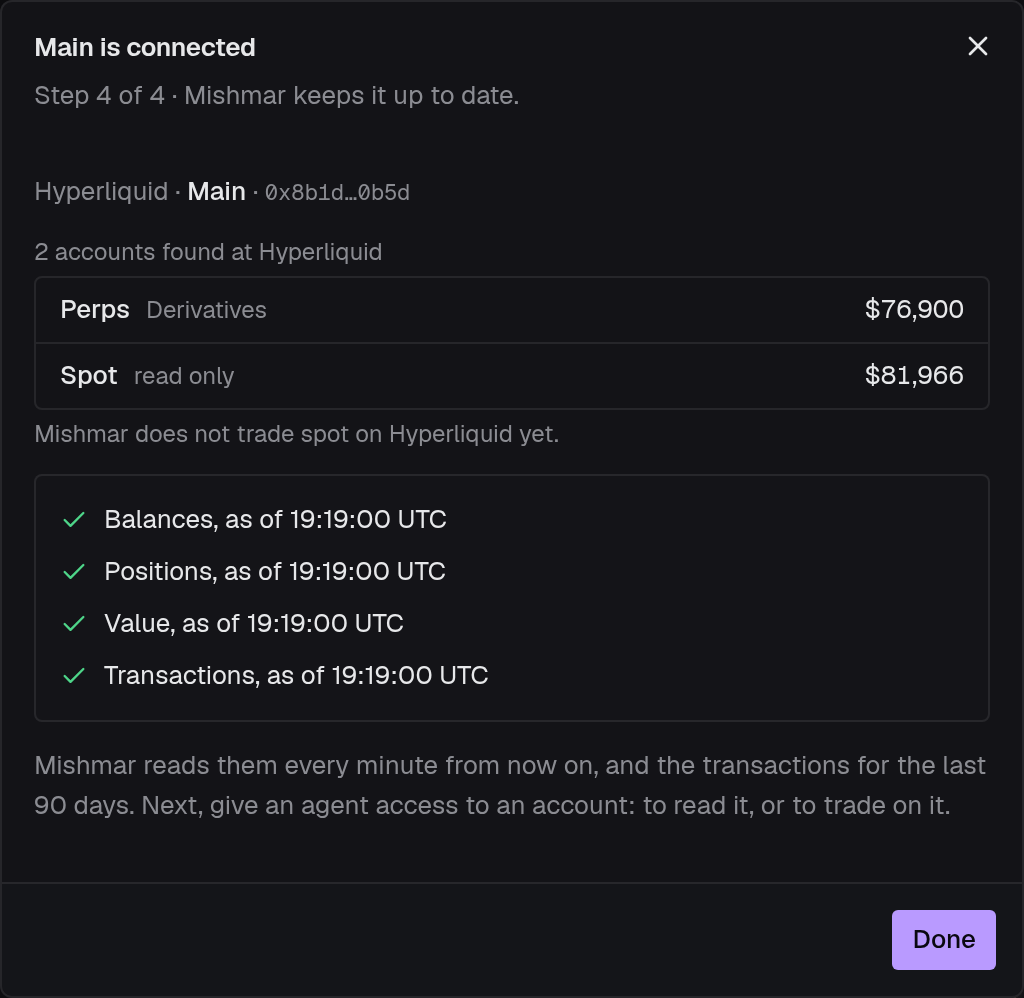 Main is connected
Step 4 of 4 · Mishmar keeps it up to date.
Hyperliquid · Main · 0x8b1d…0b5d
2 accounts found at Hyperliquid
Perps Derivatives $76,900
Spot read only $81,966
Mishmar does not trade spot on Hyperliquid yet.
Balances, as of 19:19:00 UTC
Positions, as of 19:19:00 UTC
Value, as of 19:19:00 UTC
Transactions, as of 19:19:00 UTC
Mishmar reads them every minute from now on, and the transactions for the last
90 days. Next, give an agent access to an account: to read it, or to trade on it.
Done